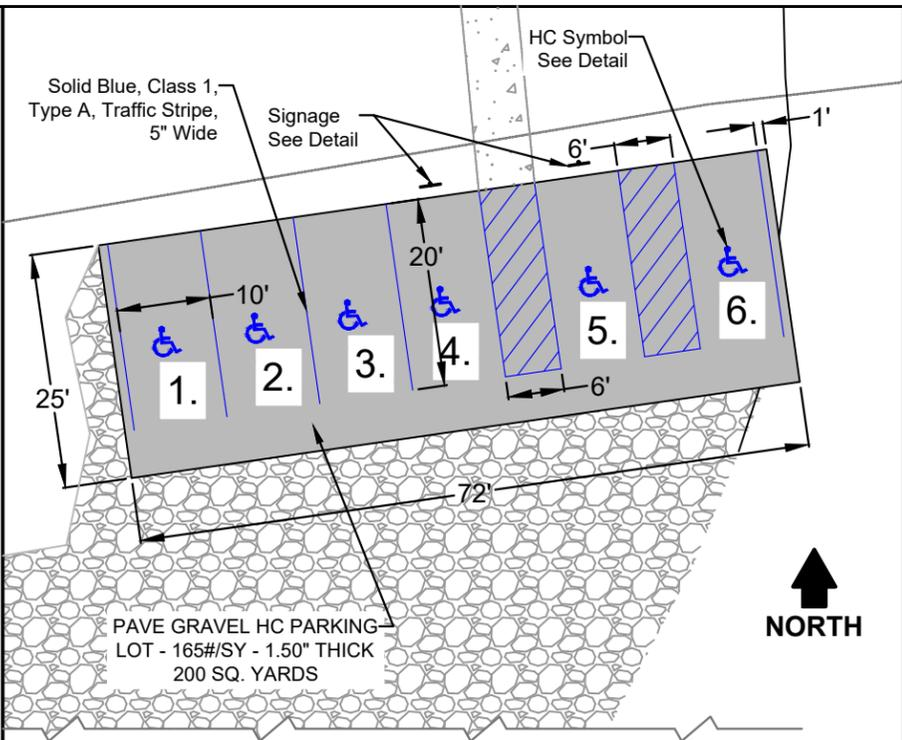 HC Symbol
See Detail
Solid Blue, Class 1,
Type A, Traffic Stripe,
5" Wide
Signage
See Detail
1'
6'
20'
10'
25'
1.
2.
3.
4.
5.
6.
6'
72'
PAVE GRAVEL HC PARKING
LOT - 165#/SY - 1.50" THICK
200 SQ. YARDS
NORTH